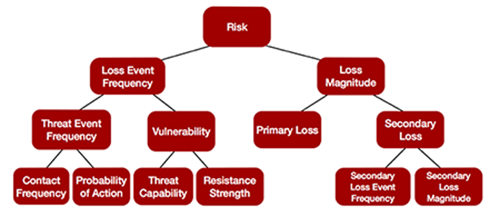 Risk
Loss Event
Frequency
Loss
Magnitude
Threat Event
Frequency
Vulnerability
Primary Loss
Secondary
Loss
Contact
Frequency
Probability
of Action
Threat
Capability
Resistance
Strength
Secondary
Loss Event
Frequency
Secondary
Loss
Magnitude